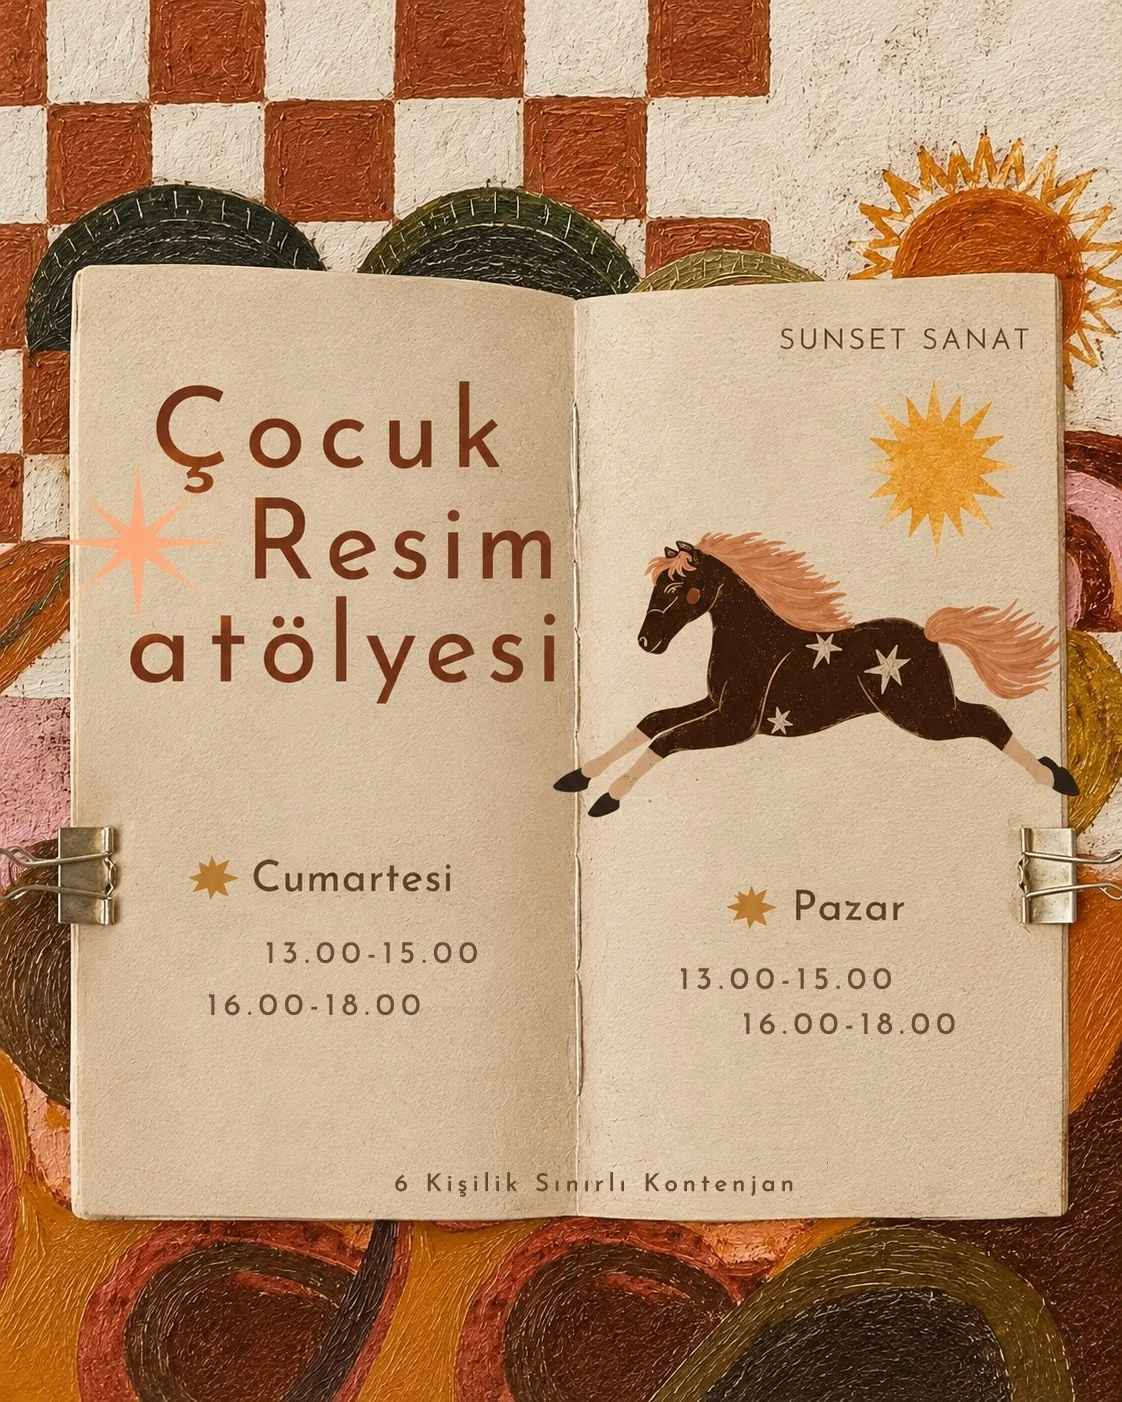 SUNSET SANAT
Çocuk
Resim
atölyesi
Cumartesi
13.00-15.00
16.00-18.00
Pazar
13.00-15.00
16.00-18.00
6 Kişilik Sınırlı Kontenjan